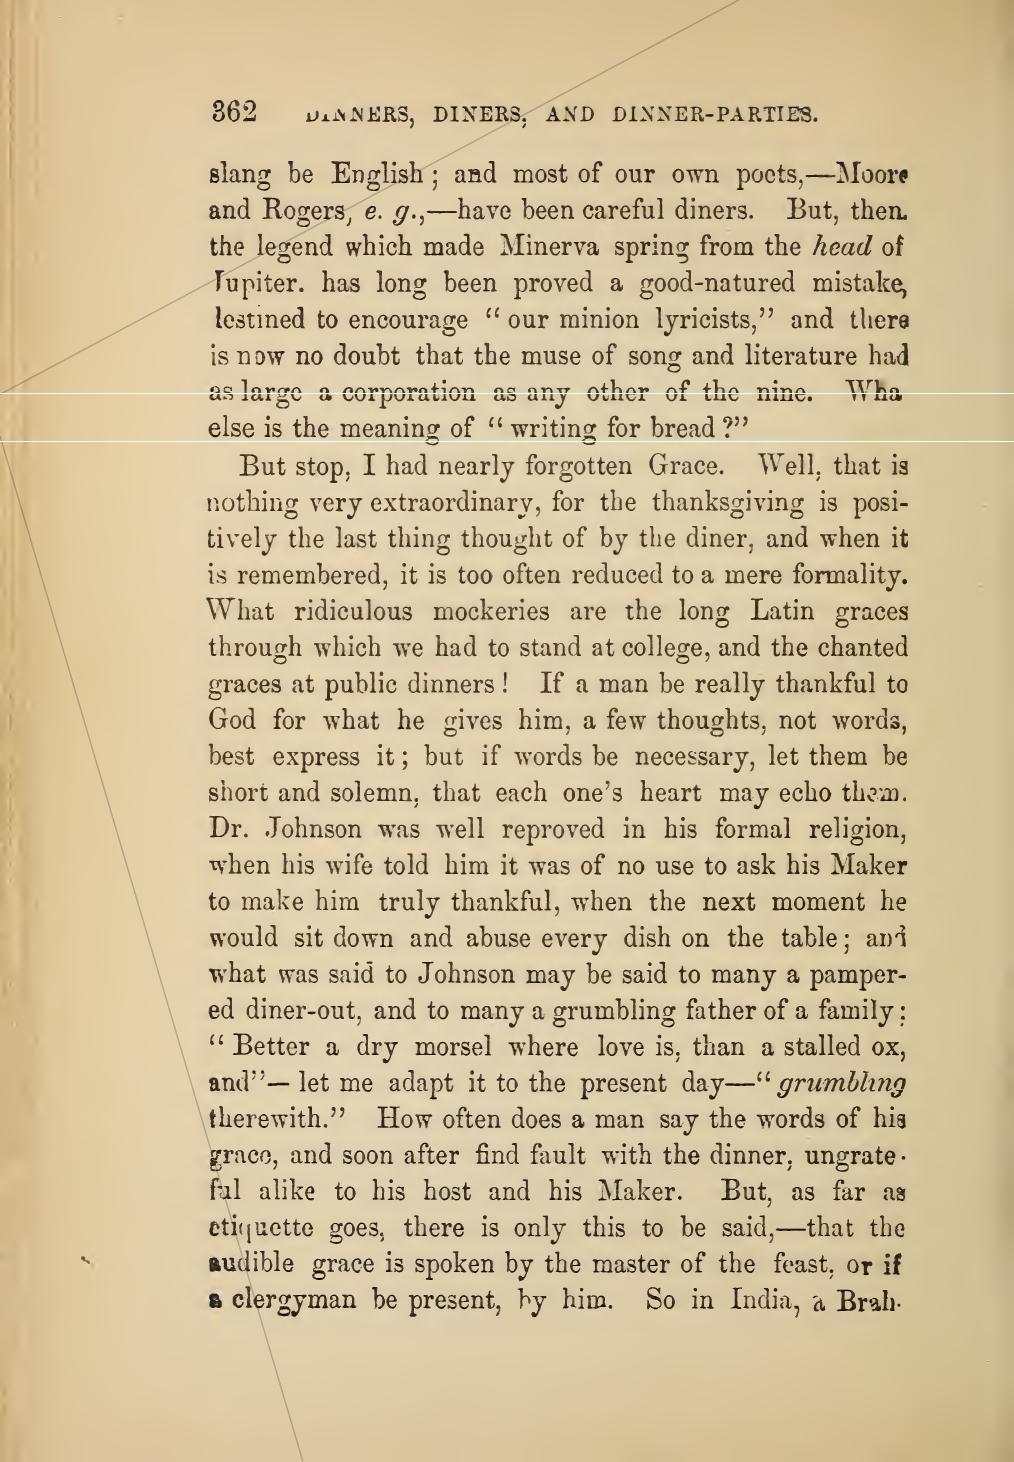 362 DINNERS, DINERS, AND DINNER-PARTIES.
slang be English; and most of our own poets,—Moore
and Rogers, e. g.,—have been careful diners. But, then,
the legend which made Minerva spring from the head of
Jupiter. has long been proved a good-natured mistake,
lestined to encourage “our minion lyricists,” and there
is now no doubt that the muse of song and literature had
as large a corporation as any other of the nine. Wha
else is the meaning of “writing for bread?”
But stop, I had nearly forgotten Grace. Well, that is
nothing very extraordinary, for the thanksgiving is posi-
tively the last thing thought of by the diner, and when it
is remembered, it is too often reduced to a mere formality.
What ridiculous mockeries are the long Latin graces
through which we had to stand at college, and the chanted
graces at public dinners! If a man be really thankful to
God for what he gives him, a few thoughts, not words,
best express it; but if words be necessary, let them be
short and solemn, that each one’s heart may echo them.
Dr. Johnson was well reproved in his formal religion,
when his wife told him it was of no use to ask his Maker
to make him truly thankful, when the next moment he
would sit down and abuse every dish on the table; and
what was said to Johnson may be said to many a pamper-
ed diner-out, and to many a grumbling father of a family:
“Better a dry morsel where love is, than a stalled ox,
and”—let me adapt it to the present day—“grumbling
therewith.” How often does a man say the words of his
grace, and soon after find fault with the dinner, ungrate-
ful alike to his host and his Maker. But, as far as
etiquette goes, there is only this to be said,—that the
audible grace is spoken by the master of the feast, or if
a clergyman be present, by him. So in India, a Brah-